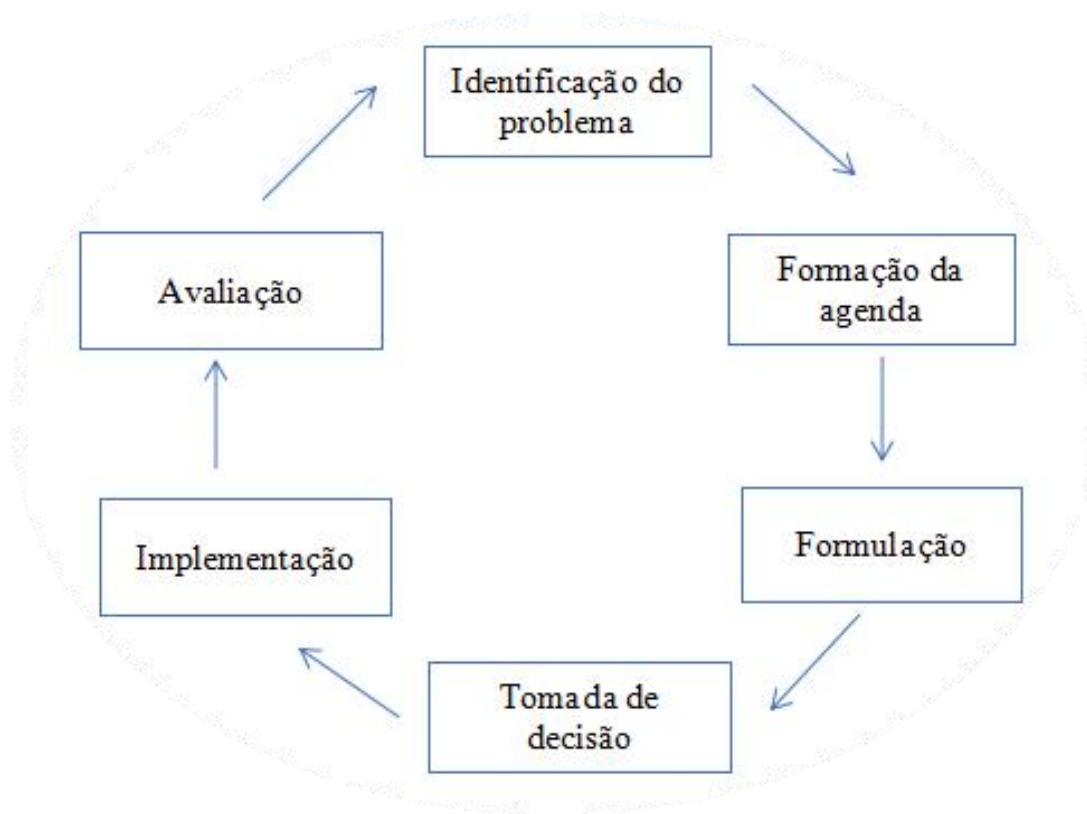 Identificação do
problema
Formação da
agenda
Formulação
Tomada de
decisão
Implementação
Avaliação